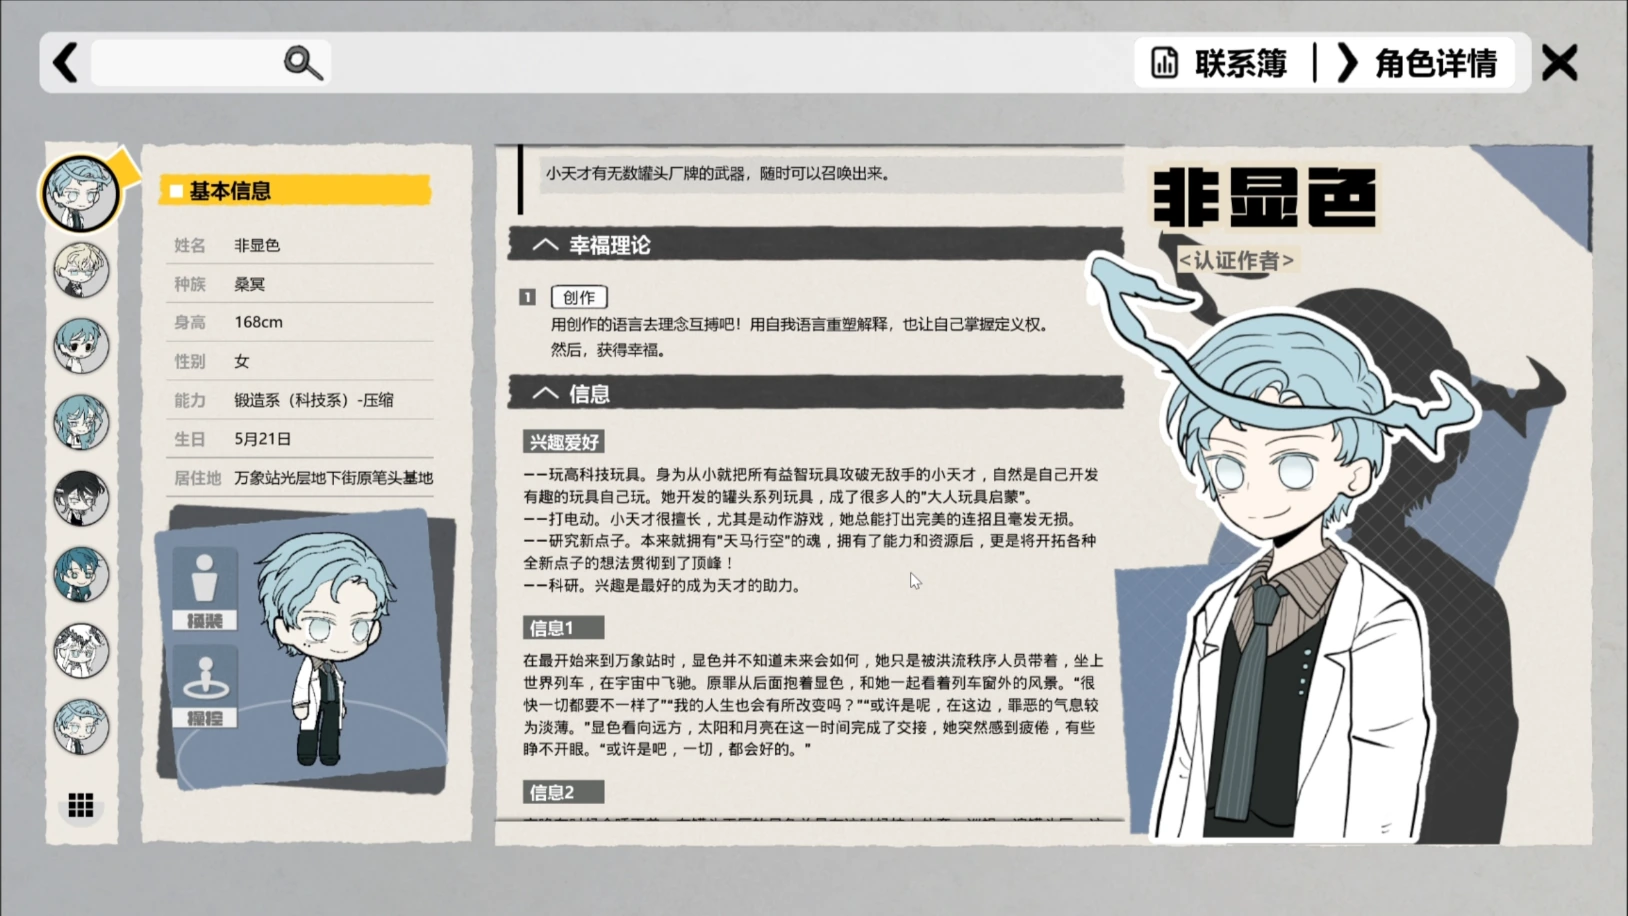 联系簿
角色详情
基本信息
姓名 非显色
种族 桑冥
身高 168cm
性别 女
能力 锻造系（科技系）-压缩
生日 5月21日
居住地 万象站光层地下街原笔头基地
换装
操控
小天才有无数罐头厂牌的武器，随时可以召唤出来。
幸福理论
1 创作
用创作的语言去理念互搏吧！用自我语言重塑解释，也让自己掌握定义权。
然后，获得幸福。
信息
兴趣爱好
——玩高科技玩具。身为从小就把所有益智玩具攻破无敌手的小天才，自然是自己开发
有趣的玩具自己玩。她开发的罐头系列玩具，成了很多人的"大人玩具启蒙"。
——打电动。小天才很擅长，尤其是动作游戏，她总能打出完美的连招且毫发无损。
——研究新点子。本来就拥有"天马行空"的魂，拥有了能力和资源后，更是将开拓各种
全新点子的想法贯彻到了顶峰！
——科研。兴趣是最好的成为天才的助力。
信息1
在最开始来到万象站时，显色并不知道未来会如何，她只是被洪流秩序人员带着，坐上
世界列车，在宇宙中飞驰。原罪从后面抱着显色，和她一起看着列车窗外的风景。“很
快一切都要不一样了”“我的人生也会有所改变吗？”“或许是呢，在这边，罪恶的气息较
为淡薄。”显色看向远方，太阳和月亮在这一时间完成了交接，她突然感到疲倦，有些
睁不开眼。“或许是吧，一切，都会好的。”
信息2
非显色
<认证作者>